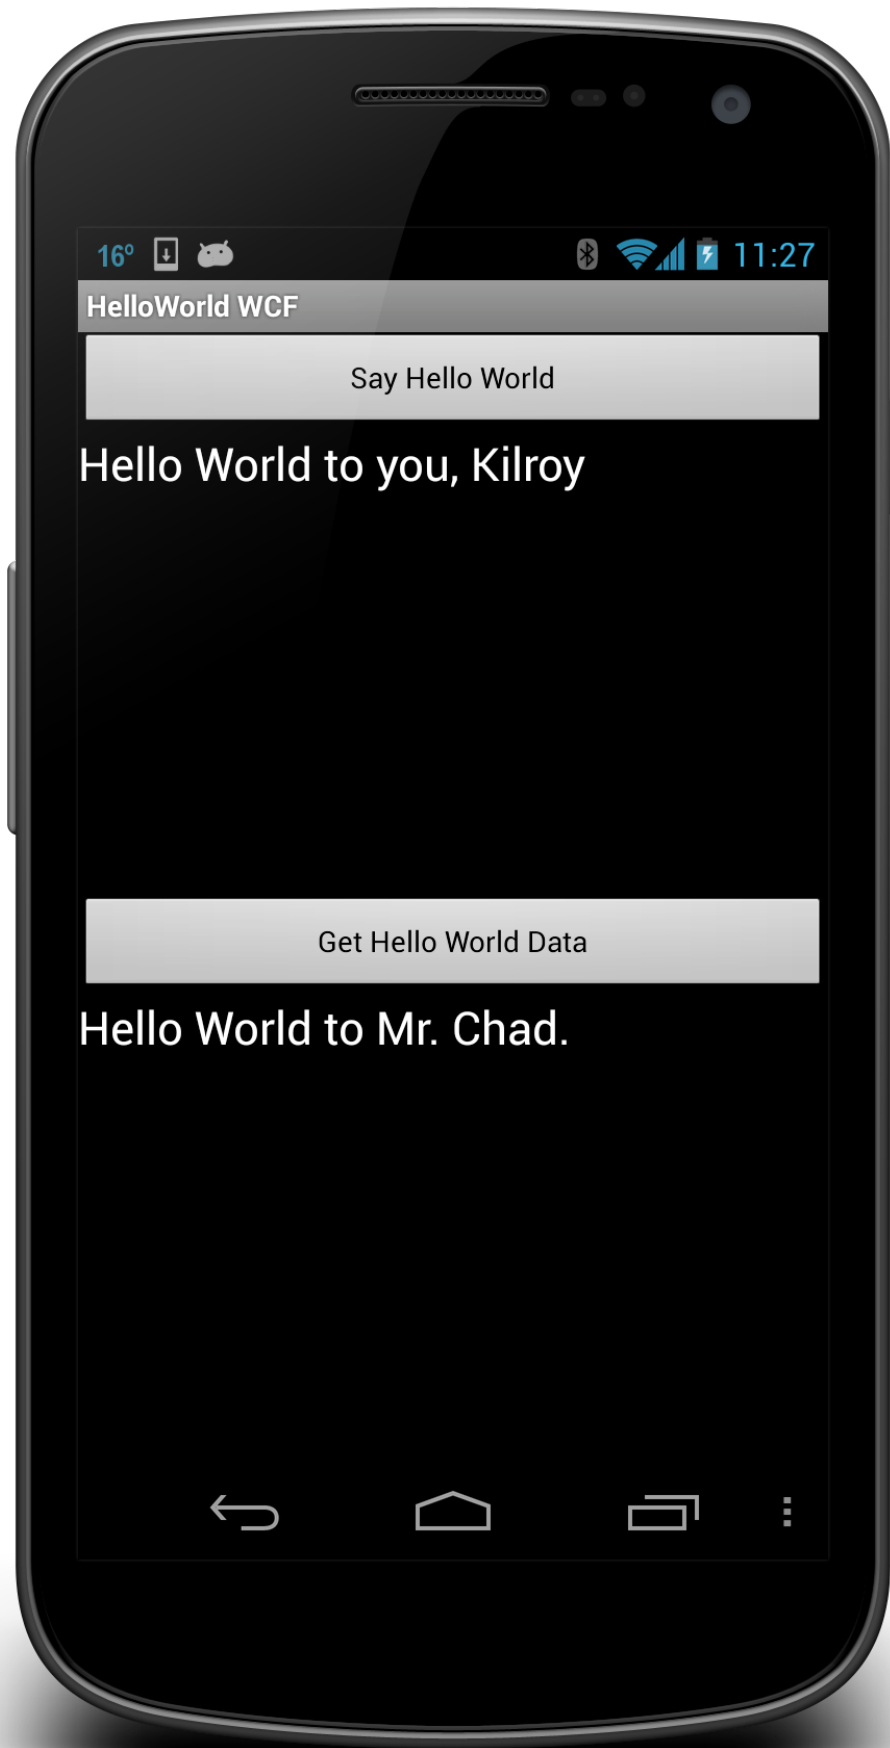 16° 11:27
HelloWorld WCF
Say Hello World
Hello World to you, Kilroy
Get Hello World Data
Hello World to Mr. Chad.